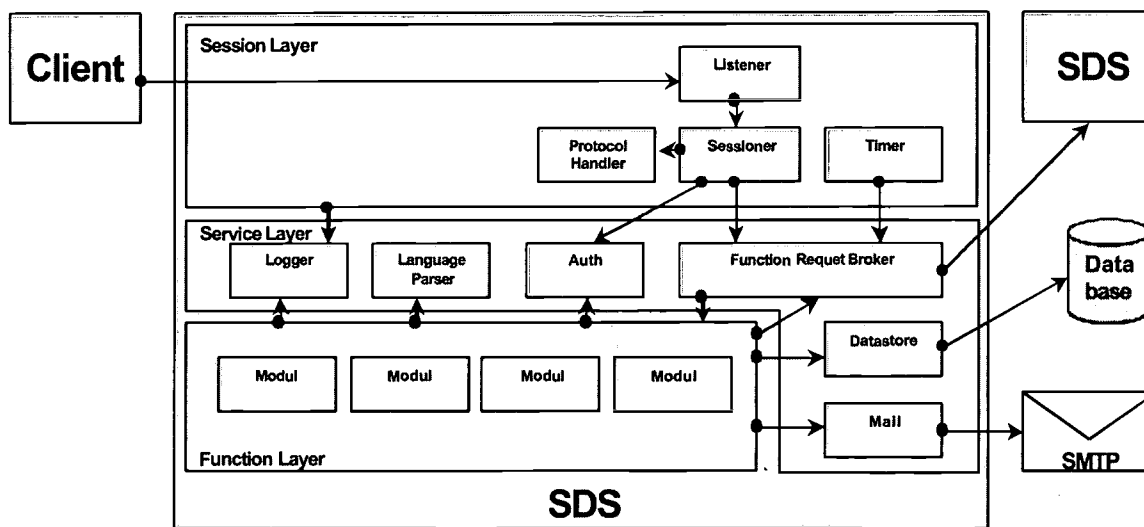 Client
Session Layer
Listener
Protocol
Handler
Sessioner
Timer
SDS
Service Layer
Logger
Language
Parser
Auth
Function Requet Broker
Data
base
Datastore
Modul
Modul
Modul
Modul
Mail
Function Layer
SMTP
SDS